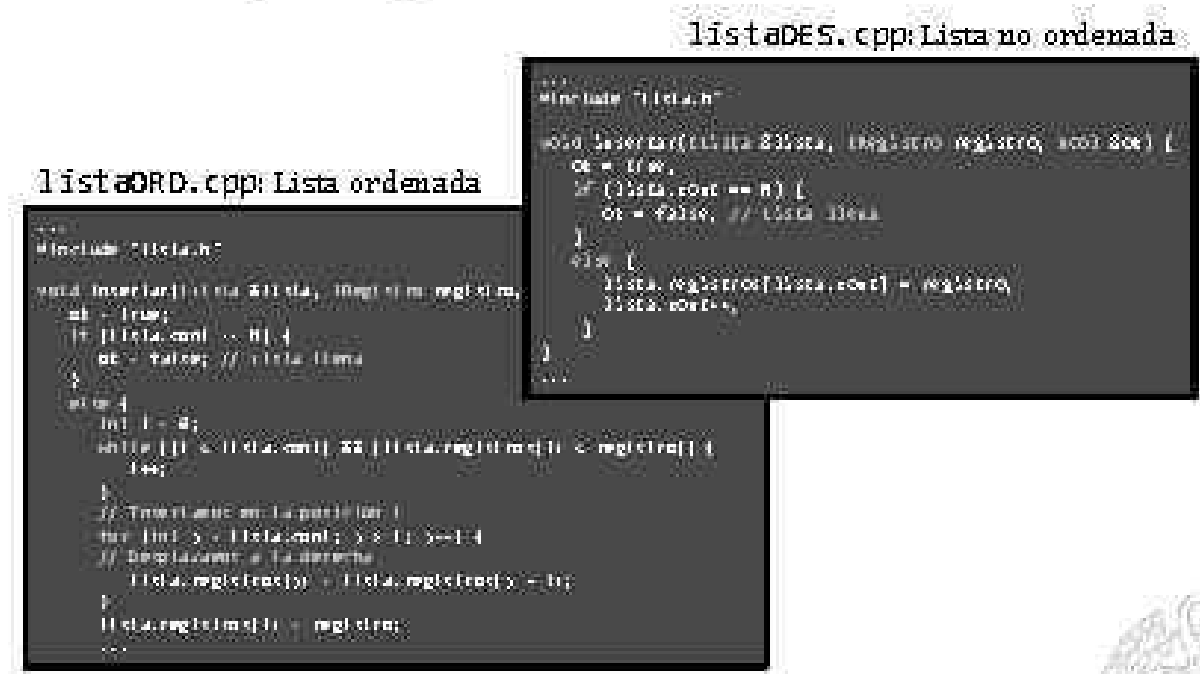 listaDES.cpp: Lista no ordenada
...
#include "lista.h"
void insertar(tLista &lista, tRegistro registro, bool &ok) {
ok = true;
if (lista.cont == N) {
ok = false; // lista llena
}
else {
lista.registros[lista.cont] = registro;
lista.cont++;
}
}
...
listaORD.cpp: Lista ordenada
...
#include "lista.h"
void insertar(tLista &lista, tRegistro registro,
ok = true;
if (lista.cont == N) {
ok = false; // lista llena
}
else {
int i = 0;
while ((i < lista.cont) && (lista.registros[i] < registro)) {
i++;
}
// Insertamos en la posición i
for (int j = lista.cont; j > i; j--) {
// Desplazamos a la derecha
lista.registros[j] = lista.registros[j - 1];
}
lista.registros[i] = registro;
...